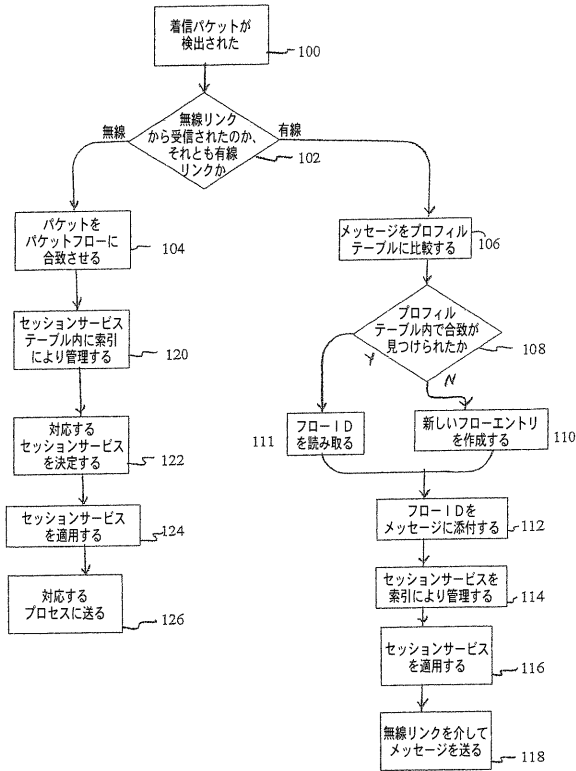 着信パケットが
検出された
100
無線リンク
から受信されたのか、
それとも有線
リンクか
102
無線
有線
パケットを
パケットフローに
合致させる
104
メッセージをプロフィル
テーブルに比較する
106
セッションサービス
テーブル内に索引
により管理する
120
プロフィル
テーブル内で合致が
見つけられたか
108
Y
N
対応する
セッションサービス
を決定する
122
フローID
を読み取る
111
新しいフローエントリ
を作成する
110
セッションサービス
を適用する
124
フローIDを
メッセージに添付する
112
対応する
プロセスに送る
126
セッションサービスを
索引により管理する
114
セッションサービス
を適用する
116
無線リンクを介して
メッセージを送る
118